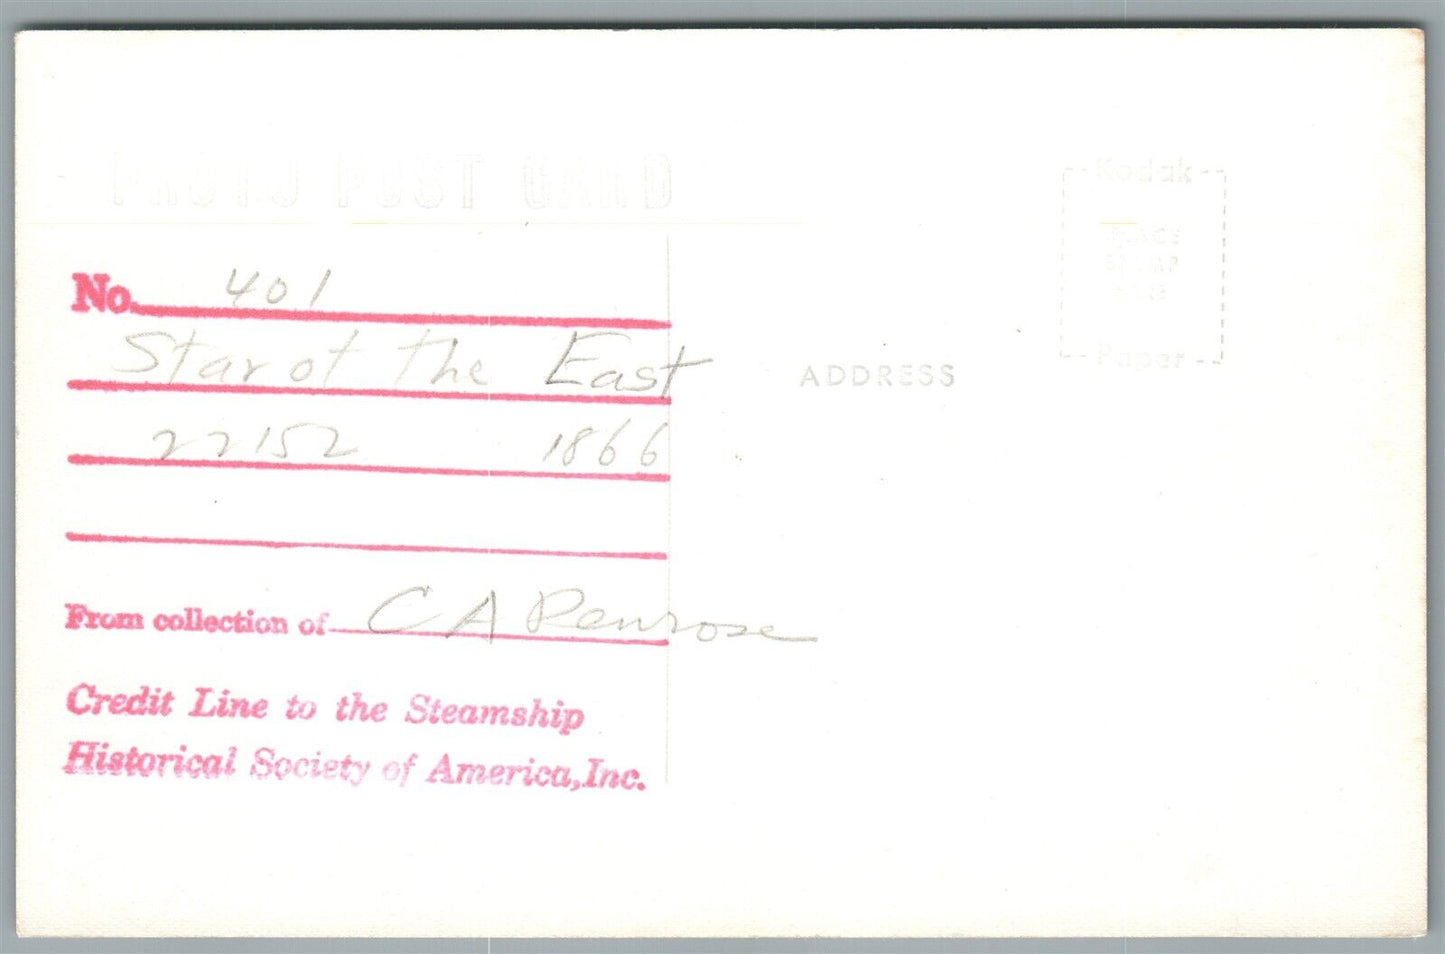 PHOTO POST CARD
Kodak
PLACE
STAMP
HERE
Paper
ADDRESS
No. 401
Star of the East
22152 1866
From collection of C A Penrose
Credit Line to the Steamship
Historical Society of America, Inc.